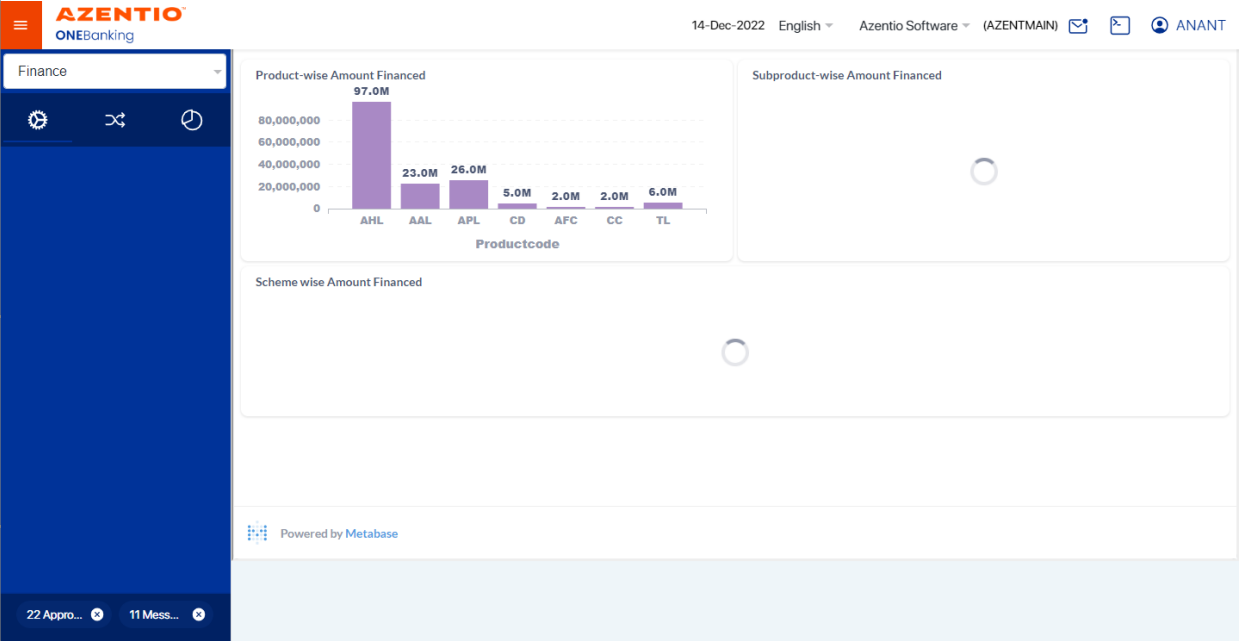 AZENTIO
ONEBanking
14-Dec-2022 English Azentio Software (AZENTMAIN) ANANT
Finance
Product-wise Amount Financed
97.0M
80,000,000
60,000,000
40,000,000
20,000,000
0
23.0M
26.0M
5.0M
2.0M
2.0M
6.0M
AHL AAL APL CD AFC CC TL
Productcode
Subproduct-wise Amount Financed
Scheme wise Amount Financed
Powered by Metabase
22 Appro... 11 Mess...